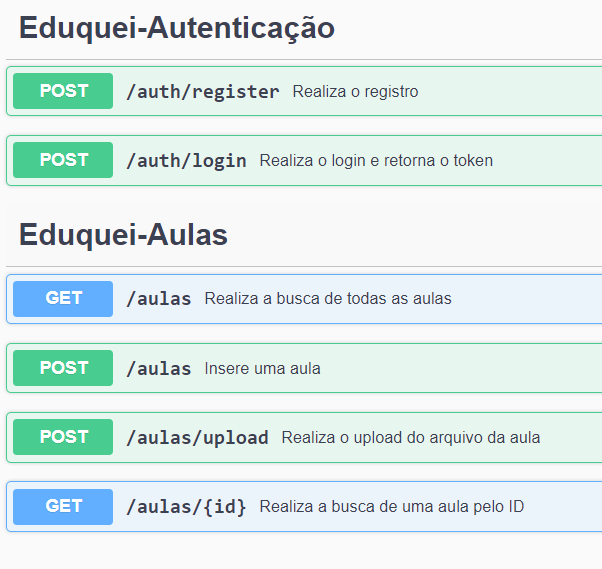 Eduquei-Autenticação
POST /auth/register Realiza o registro
POST /auth/login Realiza o login e retorna o token
Eduquei-Aulas
GET /aulas Realiza a busca de todas as aulas
POST /aulas Insere uma aula
POST /aulas/upload Realiza o upload do arquivo da aula
GET /aulas/{id} Realiza a busca de uma aula pelo ID